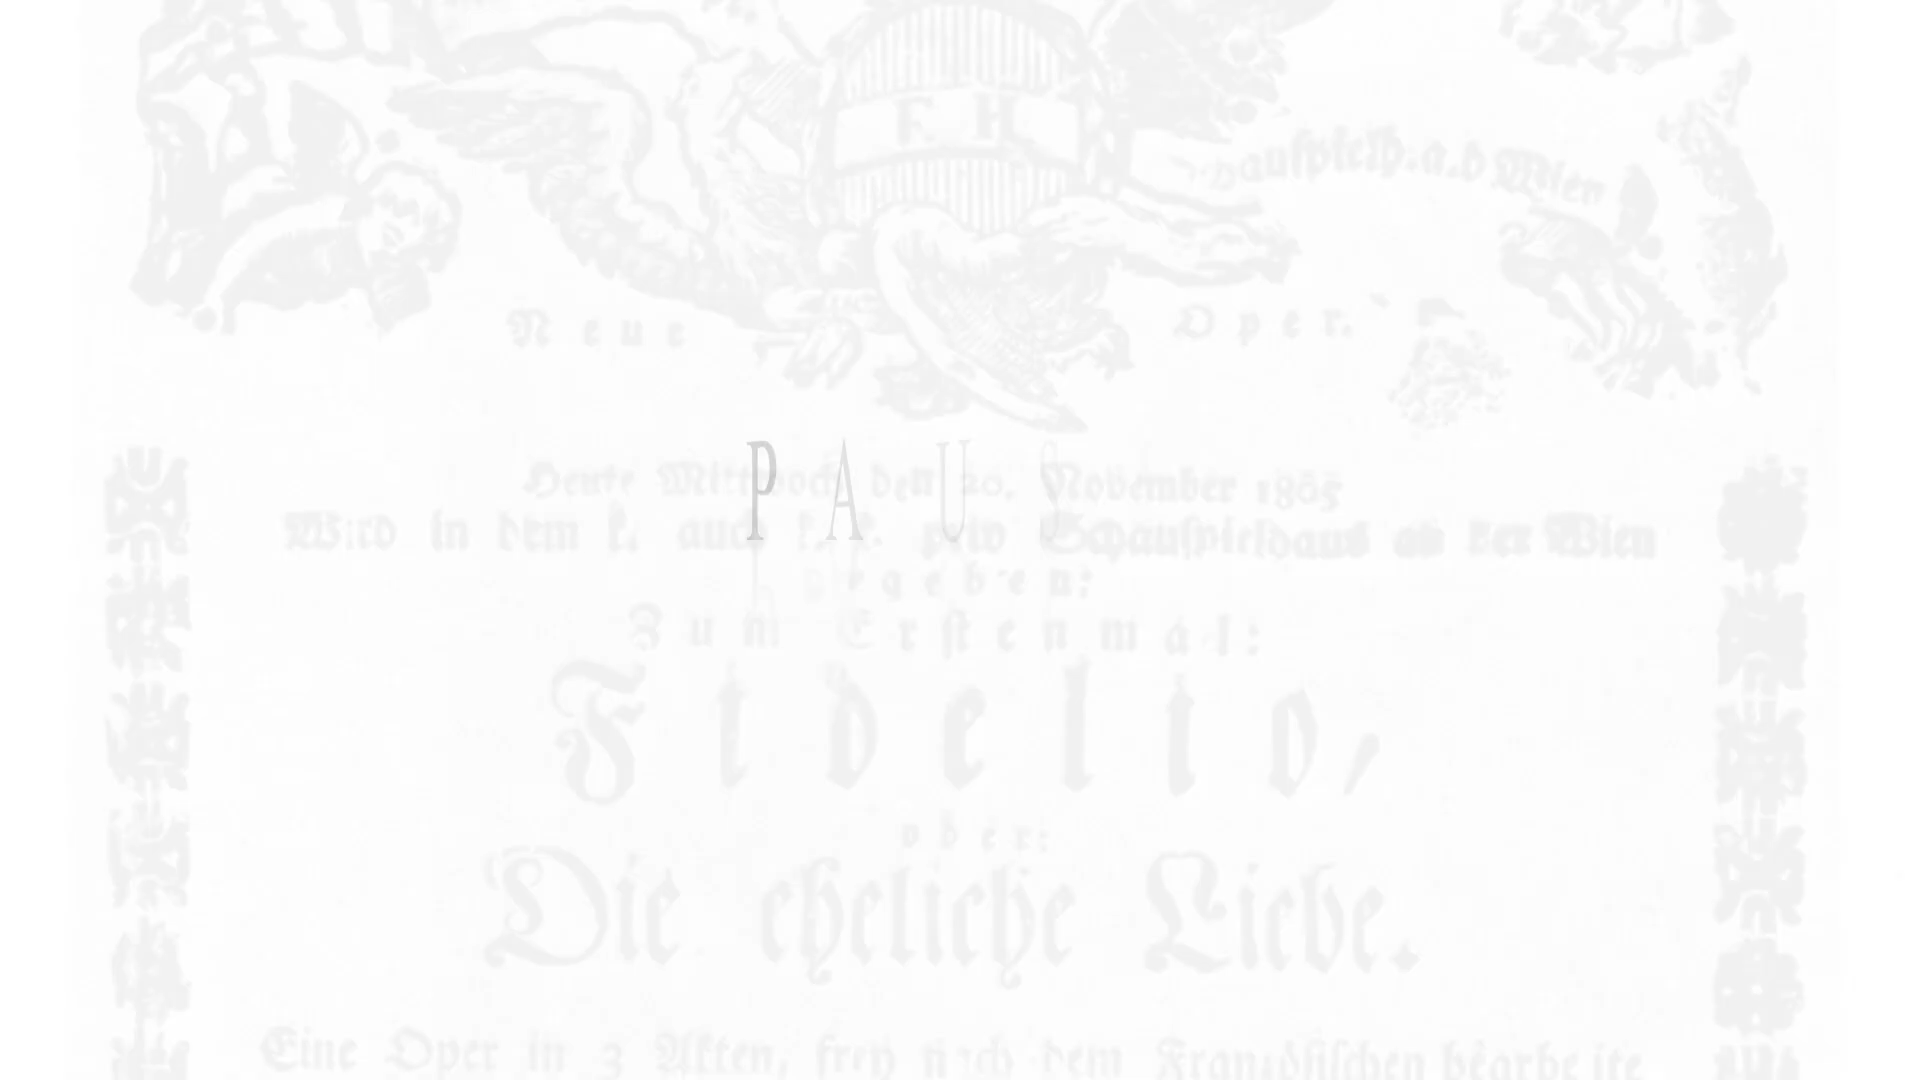 F. H.
Schauspielh. a. d. Wien
Neue Oper.
PAUS
Heute Mittwoch den 20. November 1805
Wird in dem k. auch k. k. priv Schauspielhaus an der Wien
gegeben:
Zum Erstenmal:
Fidelio,
oder:
Die eheliche Liebe.
Eine Oper in 3 Akten, frey nach dem Französischen bearbeite